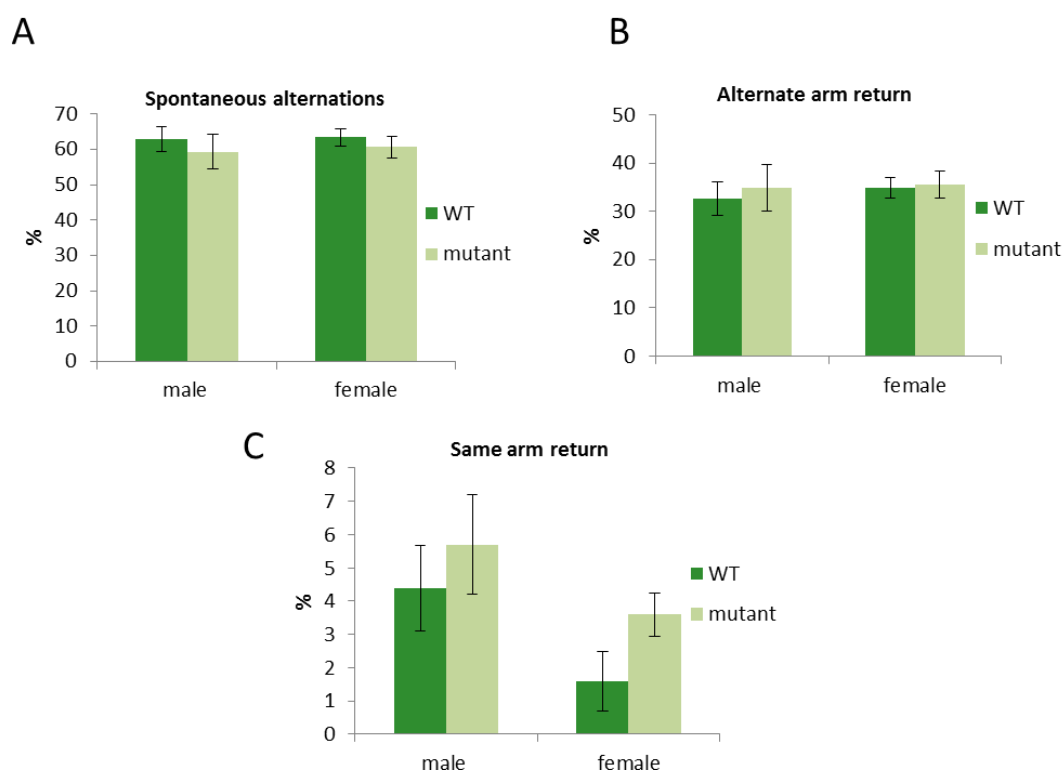 A
Spontaneous alternations
70
60
50
40
30
20
10
0
%
male female
WT
mutant
B
Alternate arm return
50
40
30
20
10
0
%
male female
WT
mutant
C
Same arm return
8
7
6
5
4
3
2
1
0
%
male female
WT
mutant